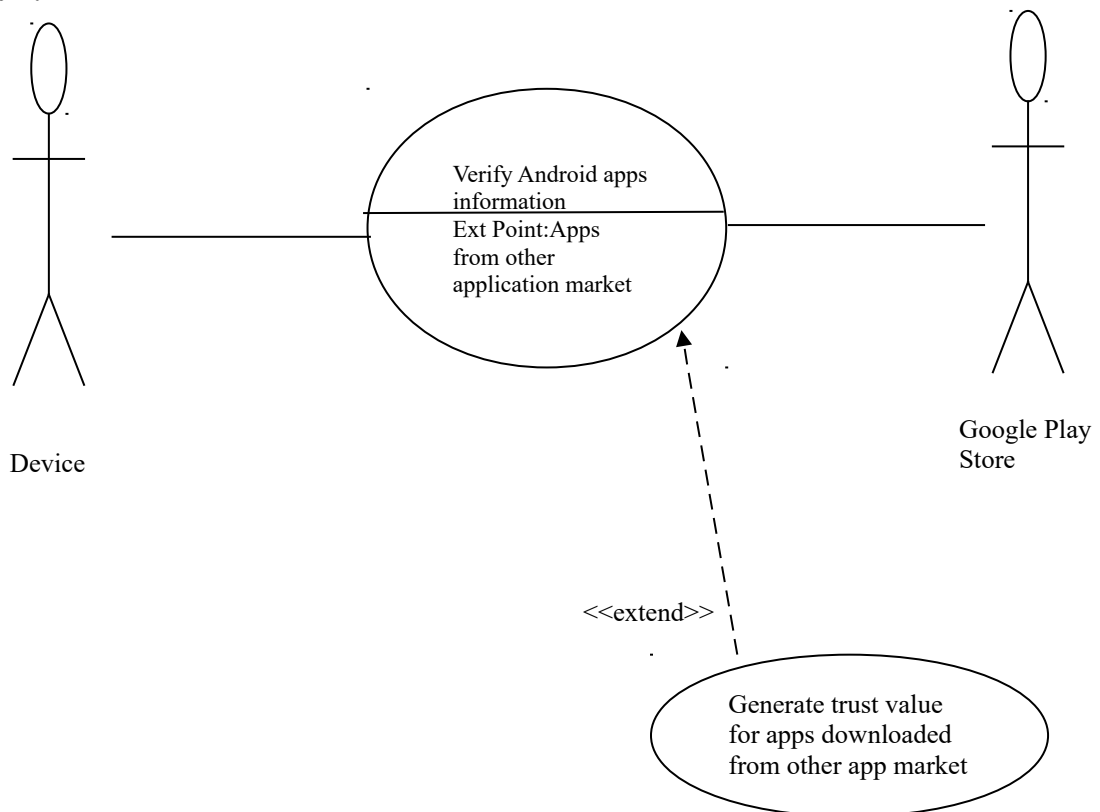 Verify Android apps
information
Ext Point:Apps
from other
application market
Google Play
Store
Device
<<extend>>
Generate trust value
for apps downloaded
from other app market